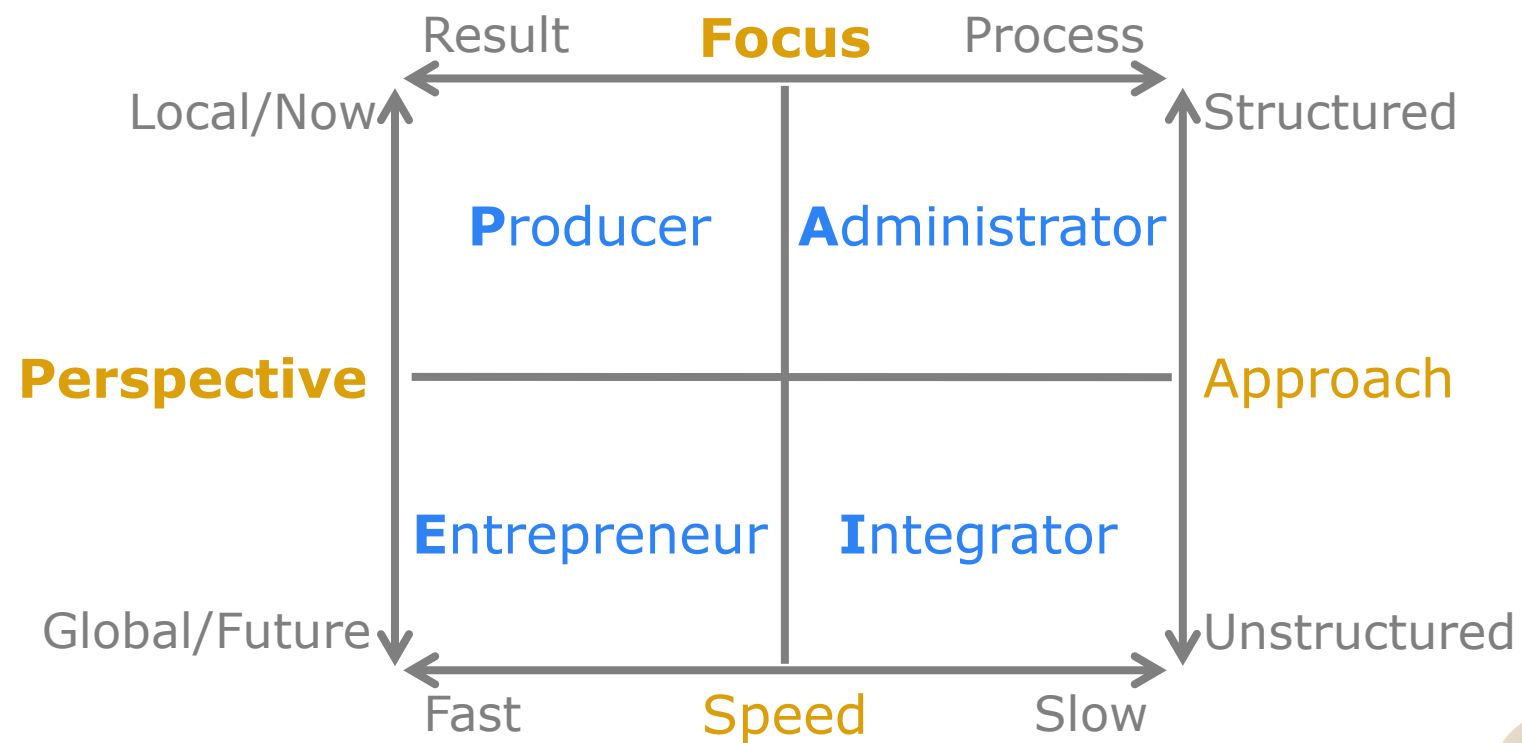 Result Focus Process
Local/Now Structured
Producer Administrator
Perspective Approach
Entrepreneur Integrator
Global/Future Unstructured
Fast Speed Slow